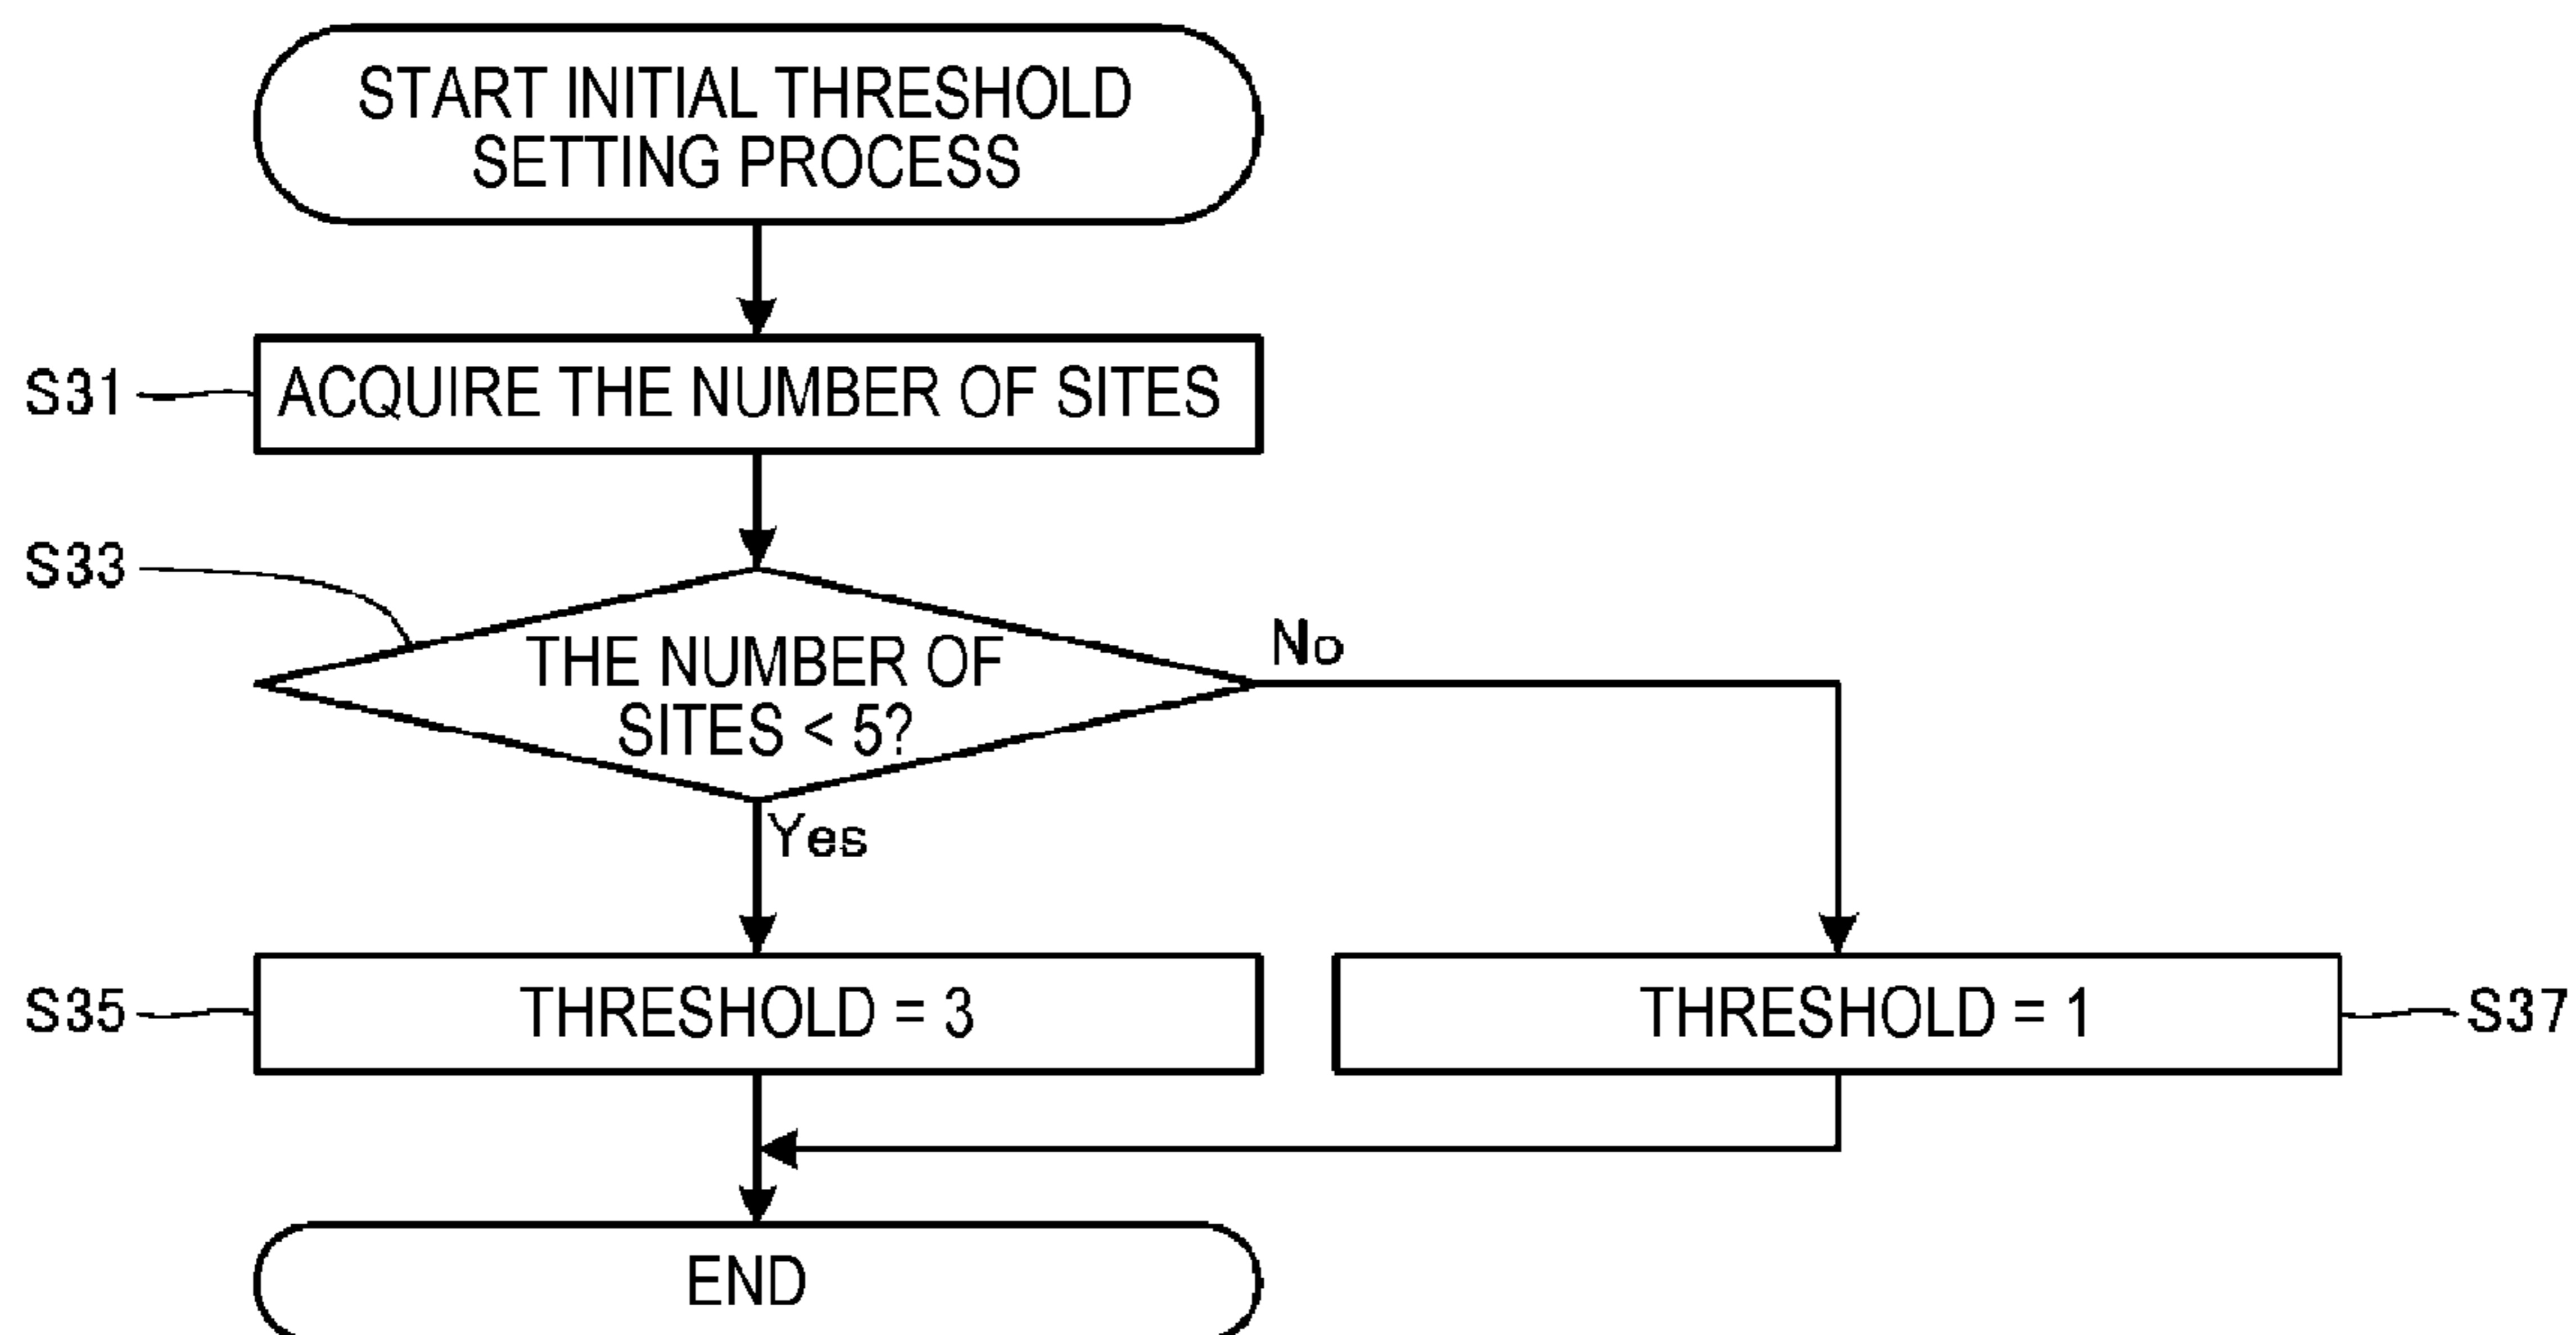 START INITIAL THRESHOLD
SETTING PROCESS
S31
ACQUIRE THE NUMBER OF SITES
S33
THE NUMBER OF
SITES < 5?
No
Yes
S35
THRESHOLD = 3
THRESHOLD = 1
S37
END